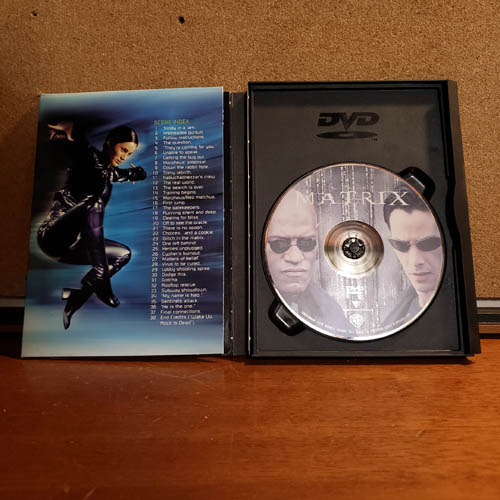 SCENE INDEX
1 Trinity in a jam.
2 Impossible pursuit.
3 Follow instructions.
4 The question.
5 "They're coming for you."
6 Unable to speak.
7 Getting the bug out.
8 Morpheus' proposal.
9 Down the rabbit hole.
10 Slimy rebirth.
11 Nebuchadnezzar's crew.
12 The real world.
13 The search is over.
14 Training begins.
15 Morpheus/Neo matchup.
16 First jump.
17 The gatekeepers.
18 Running silent and deep.
19 Dealing for bliss.
20 Off to see the oracle.
21 There is no spoon.
22 Choices...and a cookie.
23 Glitch in the matrix.
24 One left behind.
25 Heroes unplugged.
26 Cypher's burnout.
27 Matters of belief.
28 Virus to be cured.
29 Lobby shooting spree.
30 Dodge this.
31 Gotcha
32 Rooftop rescue.
33 Subway showdown.
34 "My name is Neo."
35 Sentinels attack.
36 "He is the one."
37 Final connections.
38 End Credits (Wake Up,
Rock Is Dead)
DVD
MATRIX
DVD